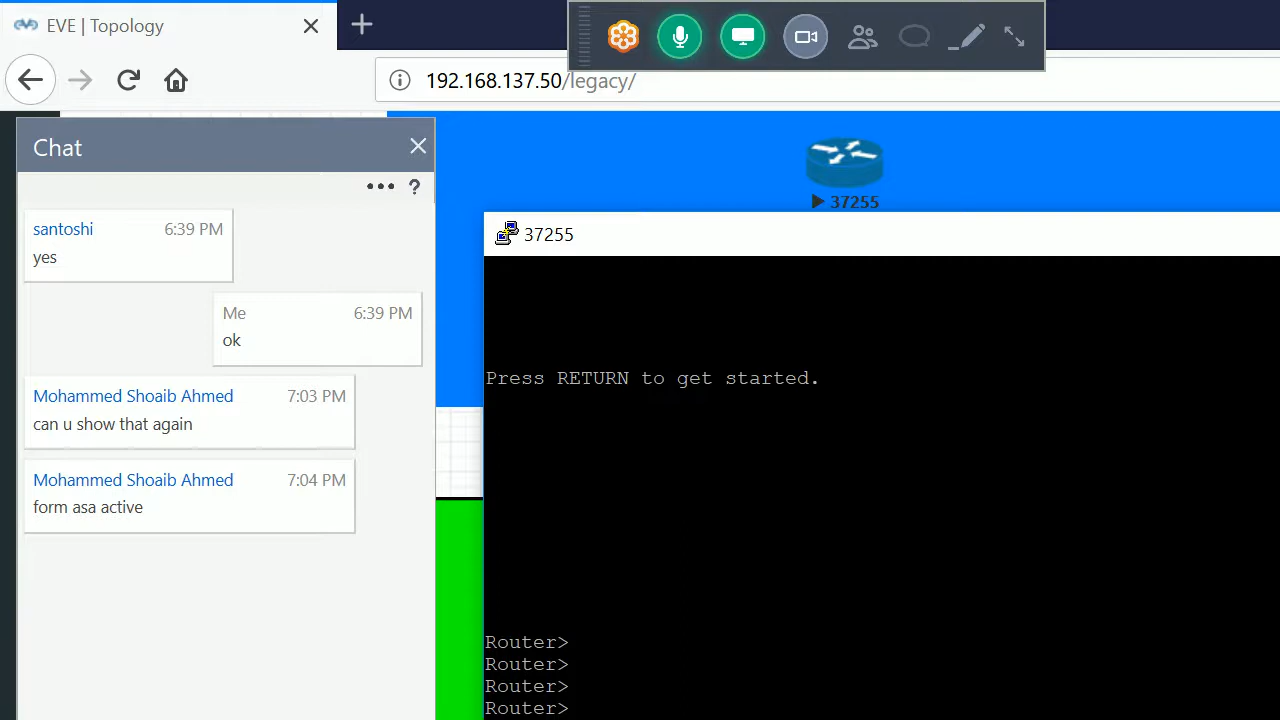 EVE | Topology
192.168.137.50/legacy/
Chat
?
santoshi 6:39 PM
yes
Me 6:39 PM
ok
Mohammed Shoaib Ahmed 7:03 PM
can u show that again
Mohammed Shoaib Ahmed 7:04 PM
form asa active
37255
37255
Press RETURN to get started.
Router>
Router>
Router>
Router>